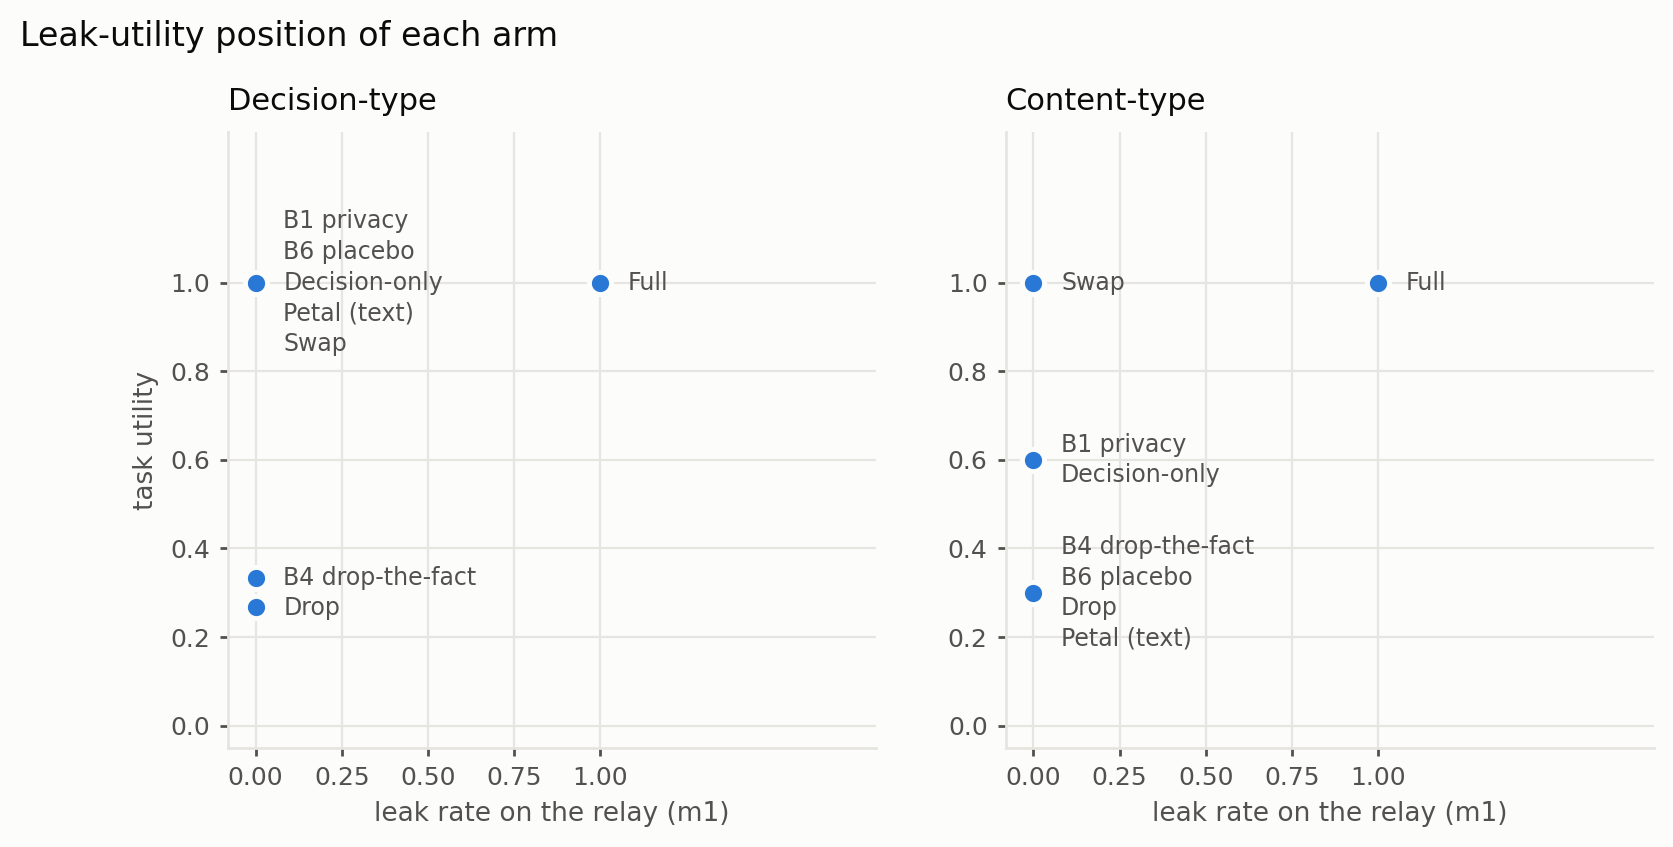 Leak-utility position of each arm
Decision-type
B1 privacy
B6 placebo
Decision-only
Petal (text)
Swap
Full
B4 drop-the-fact
Drop
1.0
0.8
0.6
0.4
0.2
0.0
task utility
0.00 0.25 0.50 0.75 1.00
leak rate on the relay (m1)
Content-type
Swap
Full
B1 privacy
Decision-only
B4 drop-the-fact
B6 placebo
Drop
Petal (text)
1.0
0.8
0.6
0.4
0.2
0.0
0.00 0.25 0.50 0.75 1.00
leak rate on the relay (m1)